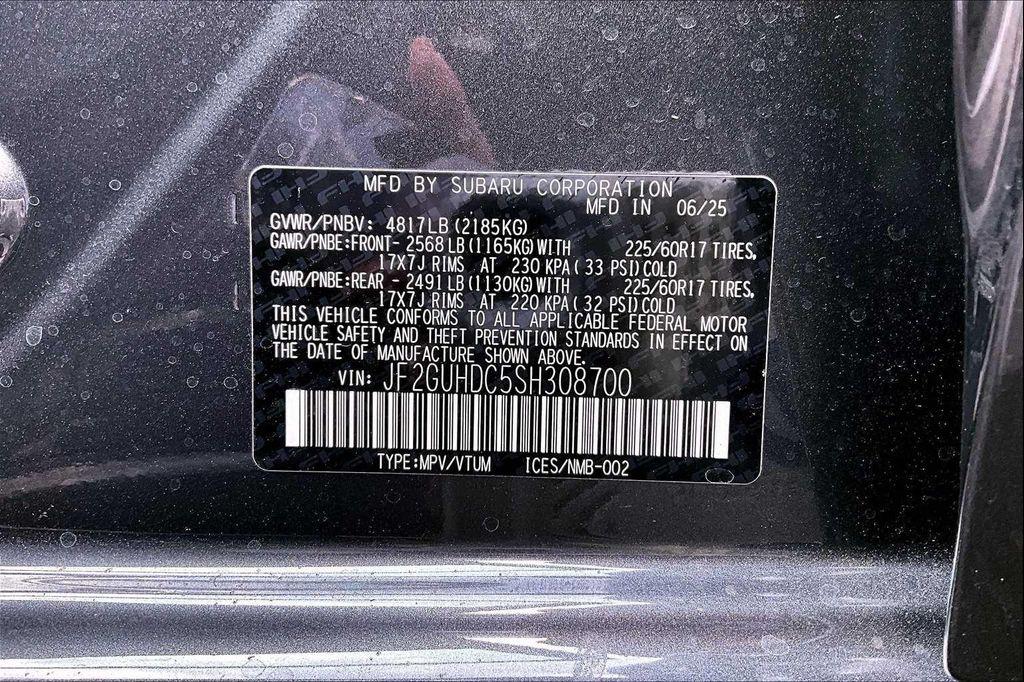 MFD BY SUBARU CORPORATION
MFD IN 06/25
GVWR/PNBV: 4817LB (2185KG)
GAWR/PNBE:FRONT- 2568 LB (1165KG) WITH 225/60R17 TIRES,
17X7J RIMS AT 230 KPA ( 33 PSI) COLD
GAWR/PNBE:REAR - 2491 LB (1130KG) WITH 225/60R17 TIRES,
17X7J RIMS AT 220 KPA ( 32 PSI) COLD
THIS VEHICLE CONFORMS TO ALL APPLICABLE FEDERAL MOTOR
VEHICLE SAFETY AND THEFT PREVENTION STANDARDS IN EFFECT ON
THE DATE OF MANUFACTURE SHOWN ABOVE.
VIN: JF2GUHDC5SH308700
TYPE:MPV/VTUM ICES/NMB-002